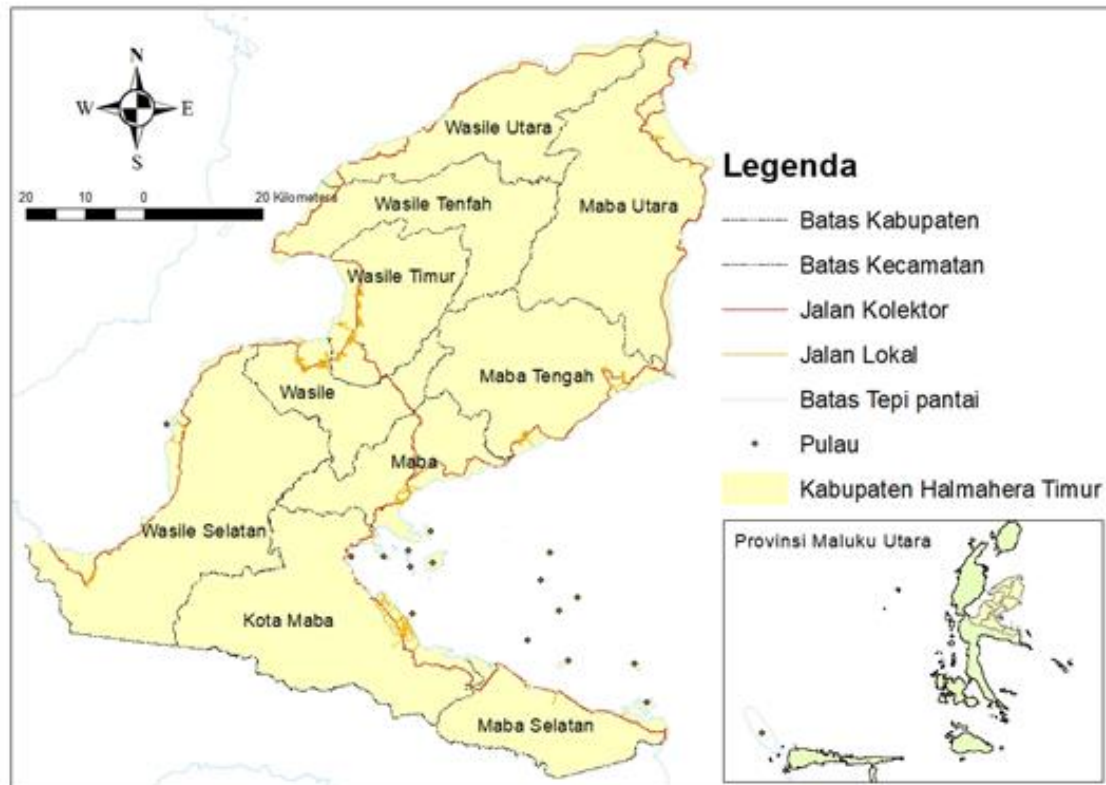 N
W
E
S
20 10 0 20 Kilometers
Wasile Utara
Wasile Tenfah
Maba Utara
Wasile Timur
Maba Tengah
Wasile
Maba
Wasile Selatan
Kota Maba
Maba Selatan
Legenda
Batas Kabupaten
Batas Kecamatan
Jalan Kolektor
Jalan Lokal
Batas Tepi pantai
Pulau
Kabupaten Halmahera Timur
Provinsi Maluku Utara